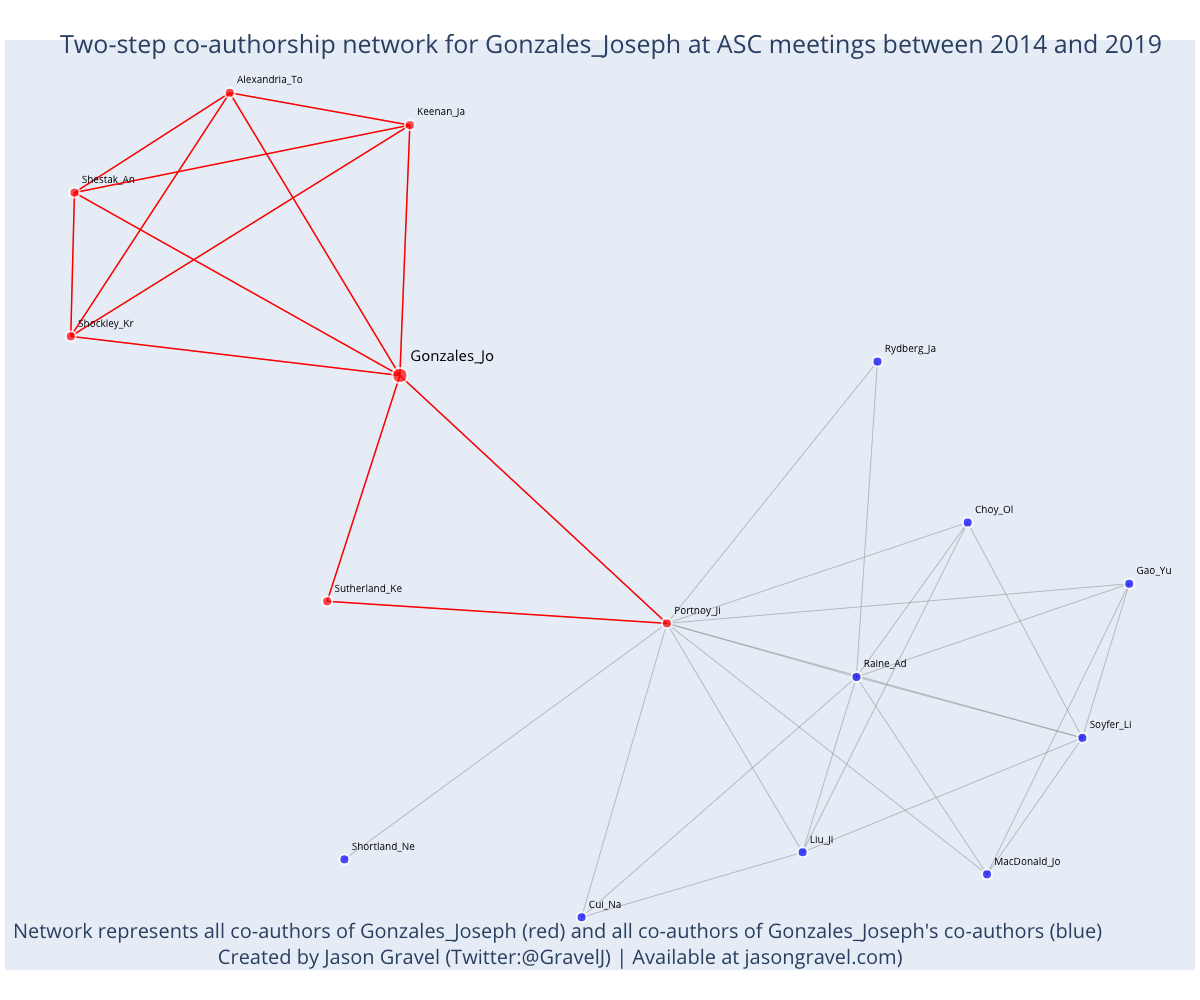 Two-step co-authorship network for Gonzales_Joseph at ASC meetings between 2014 and 2019
Alexandria_To
Keenan_Ja
Shestak_An
Shockley_Kr
Gonzales_Jo
Rydberg_Ja
Choy_Ol
Gao_Yu
Sutherland_Ke
Portnoy_Ji
Raine_Ad
Soyfer_Li
Liu_Ji
Shortland_Ne
MacDonald_Jo
Cui_Na
Network represents all co-authors of Gonzales_Joseph (red) and all co-authors of Gonzales_Joseph's co-authors (blue)
Created by Jason Gravel (Twitter:@GravelJ) | Available at jasongravel.com)